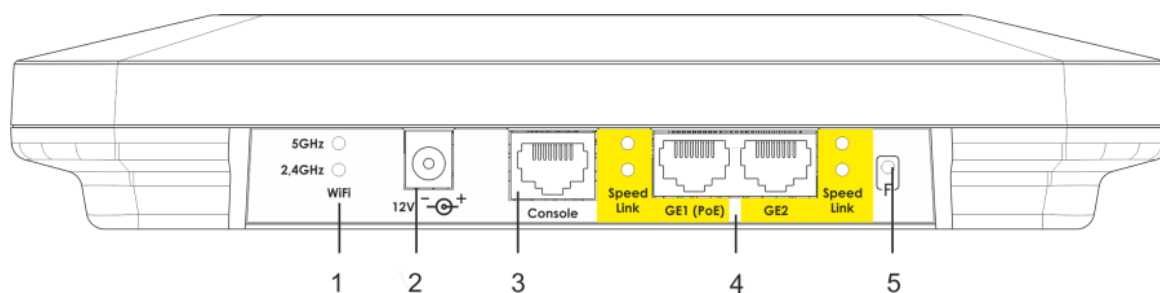 5GHz
2,4GHz
WiFi
12V - +
Console
Speed
Link
GE1 (PoE)
GE2
Speed
Link
F
1 2 3 4 5